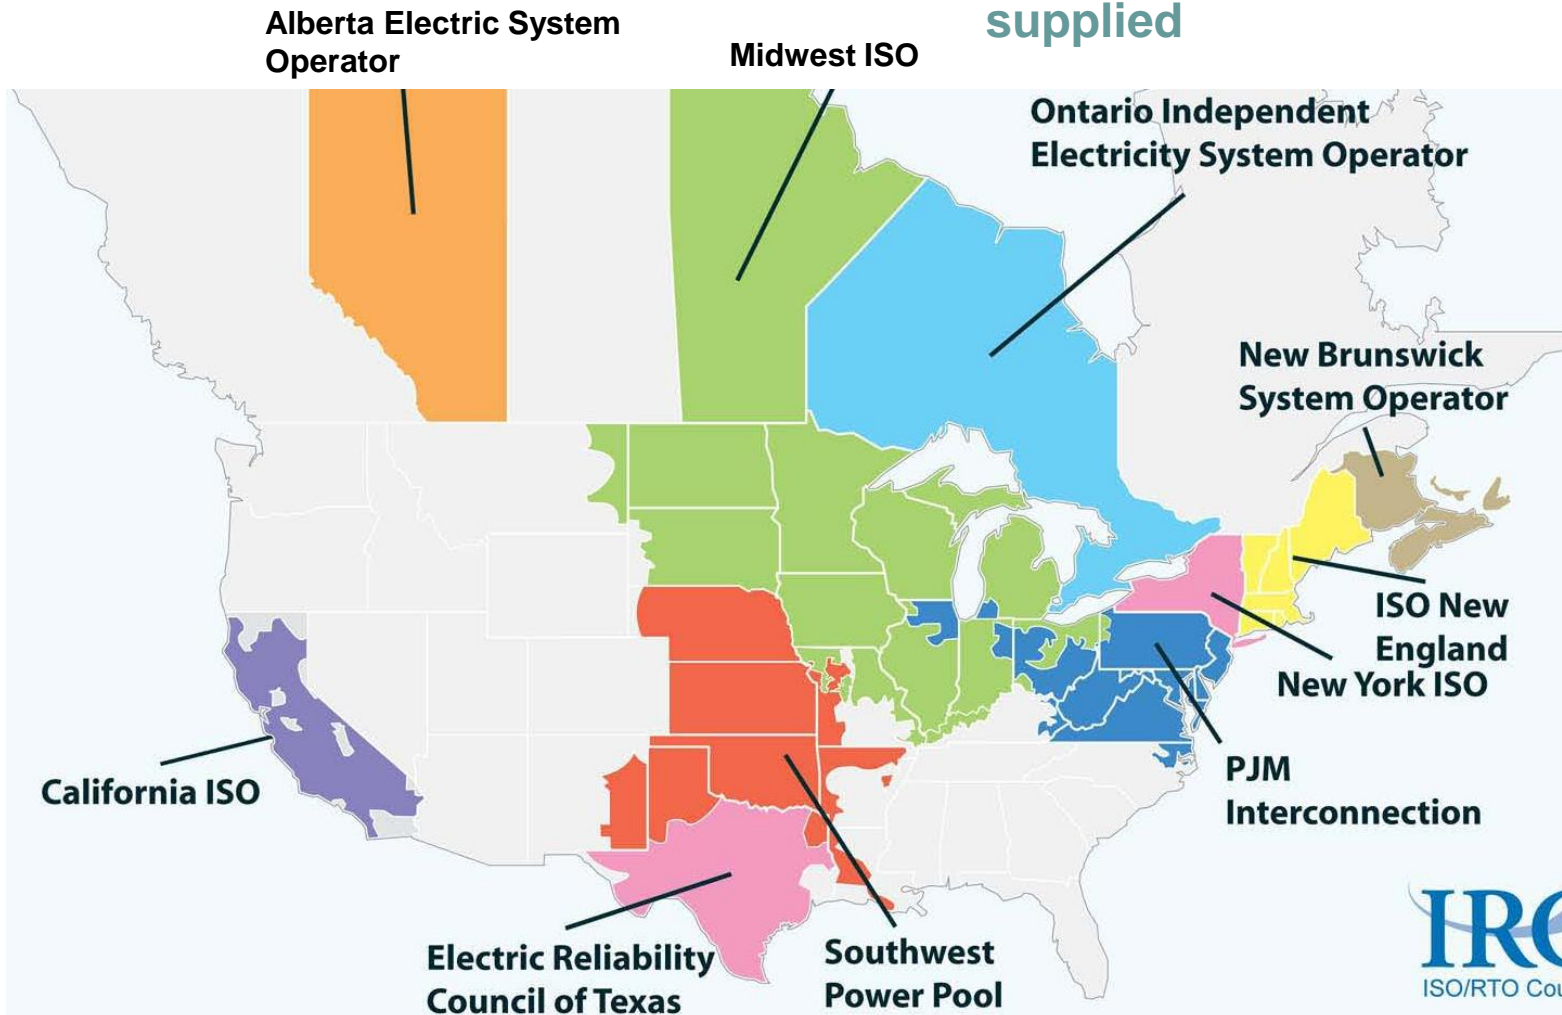 supplied
Alberta Electric System
Operator
Midwest ISO
Ontario Independent
Electricity System Operator
New Brunswick
System Operator
ISO New
England
New York ISO
PJM
Interconnection
California ISO
Electric Reliability
Council of Texas
Southwest
Power Pool
IRC
ISO/RTO Cou